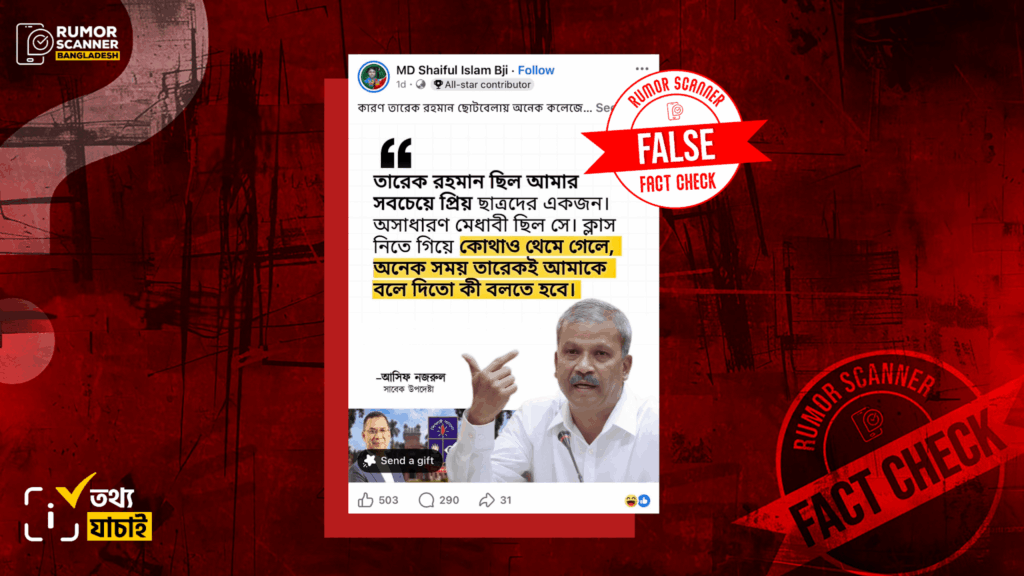 RUMOR
SCANNER
BANGLADESH
MD Shaiful Islam Bji · Follow
1d · All-star contributor
কারণ তারেক রহমান ছোটবেলায় অনেক কলেজে... See
RUMOR SCANNER
FALSE
FACT CHECK
তারেক রহমান ছিল আমার
সবচেয়ে প্রিয় ছাত্রদের একজন।
অসাধারণ মেধাবী ছিল সে। ক্লাস
নিতে গিয়ে কোথাও থেমে গেলে,
অনেক সময় তারেকই আমাকে
বলে দিতো কী বলতে হবে।
–আসিফ নজরুল
সাবেক উপদেষ্টা
Send a gift
503 290 31
তথ্য
যাচাই
RUMOR SCANNER
FACT CHECK